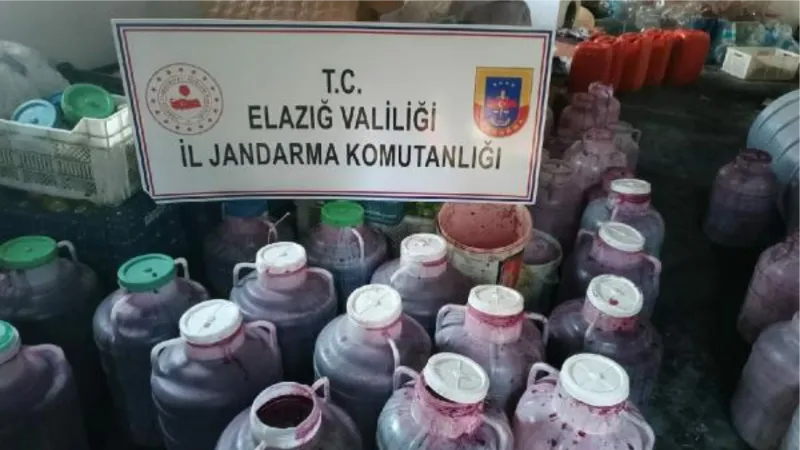 T.C.
ELAZIĞ VALİLİĞİ
İL JANDARMA KOMUTANLIĞI